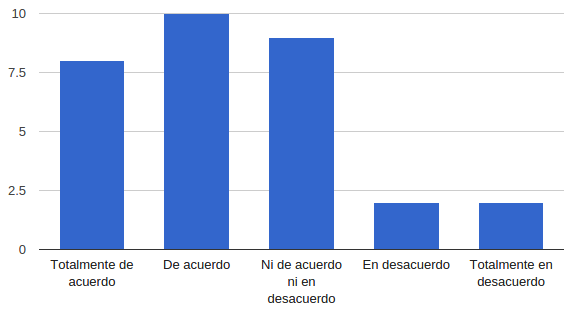 10
7.5
5
2.5
0
Totalmente de
acuerdo
De acuerdo
Ni de acuerdo
ni en
desacuerdo
En desacuerdo
Totalmente en
desacuerdo